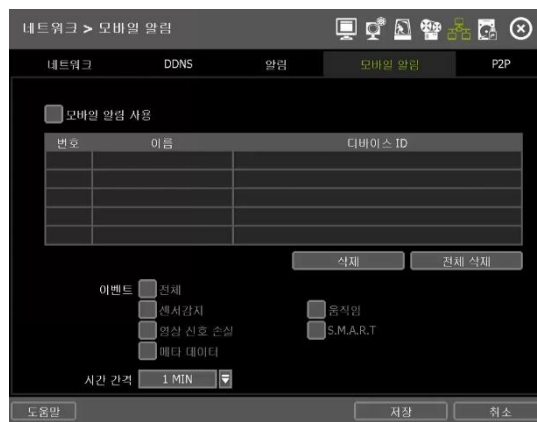 네트워크 > 모바일 알림
네트워크 DDNS 알림 모바일 알림 P2P
모바일 알림 사용
번호 이름 디바이스 ID
삭제 전체 삭제
이벤트 전체
센서감지 움직임
영상 신호 손실 S.M.A.R.T
메타 데이터
시간 간격 1 MIN
도움말 저장 취소